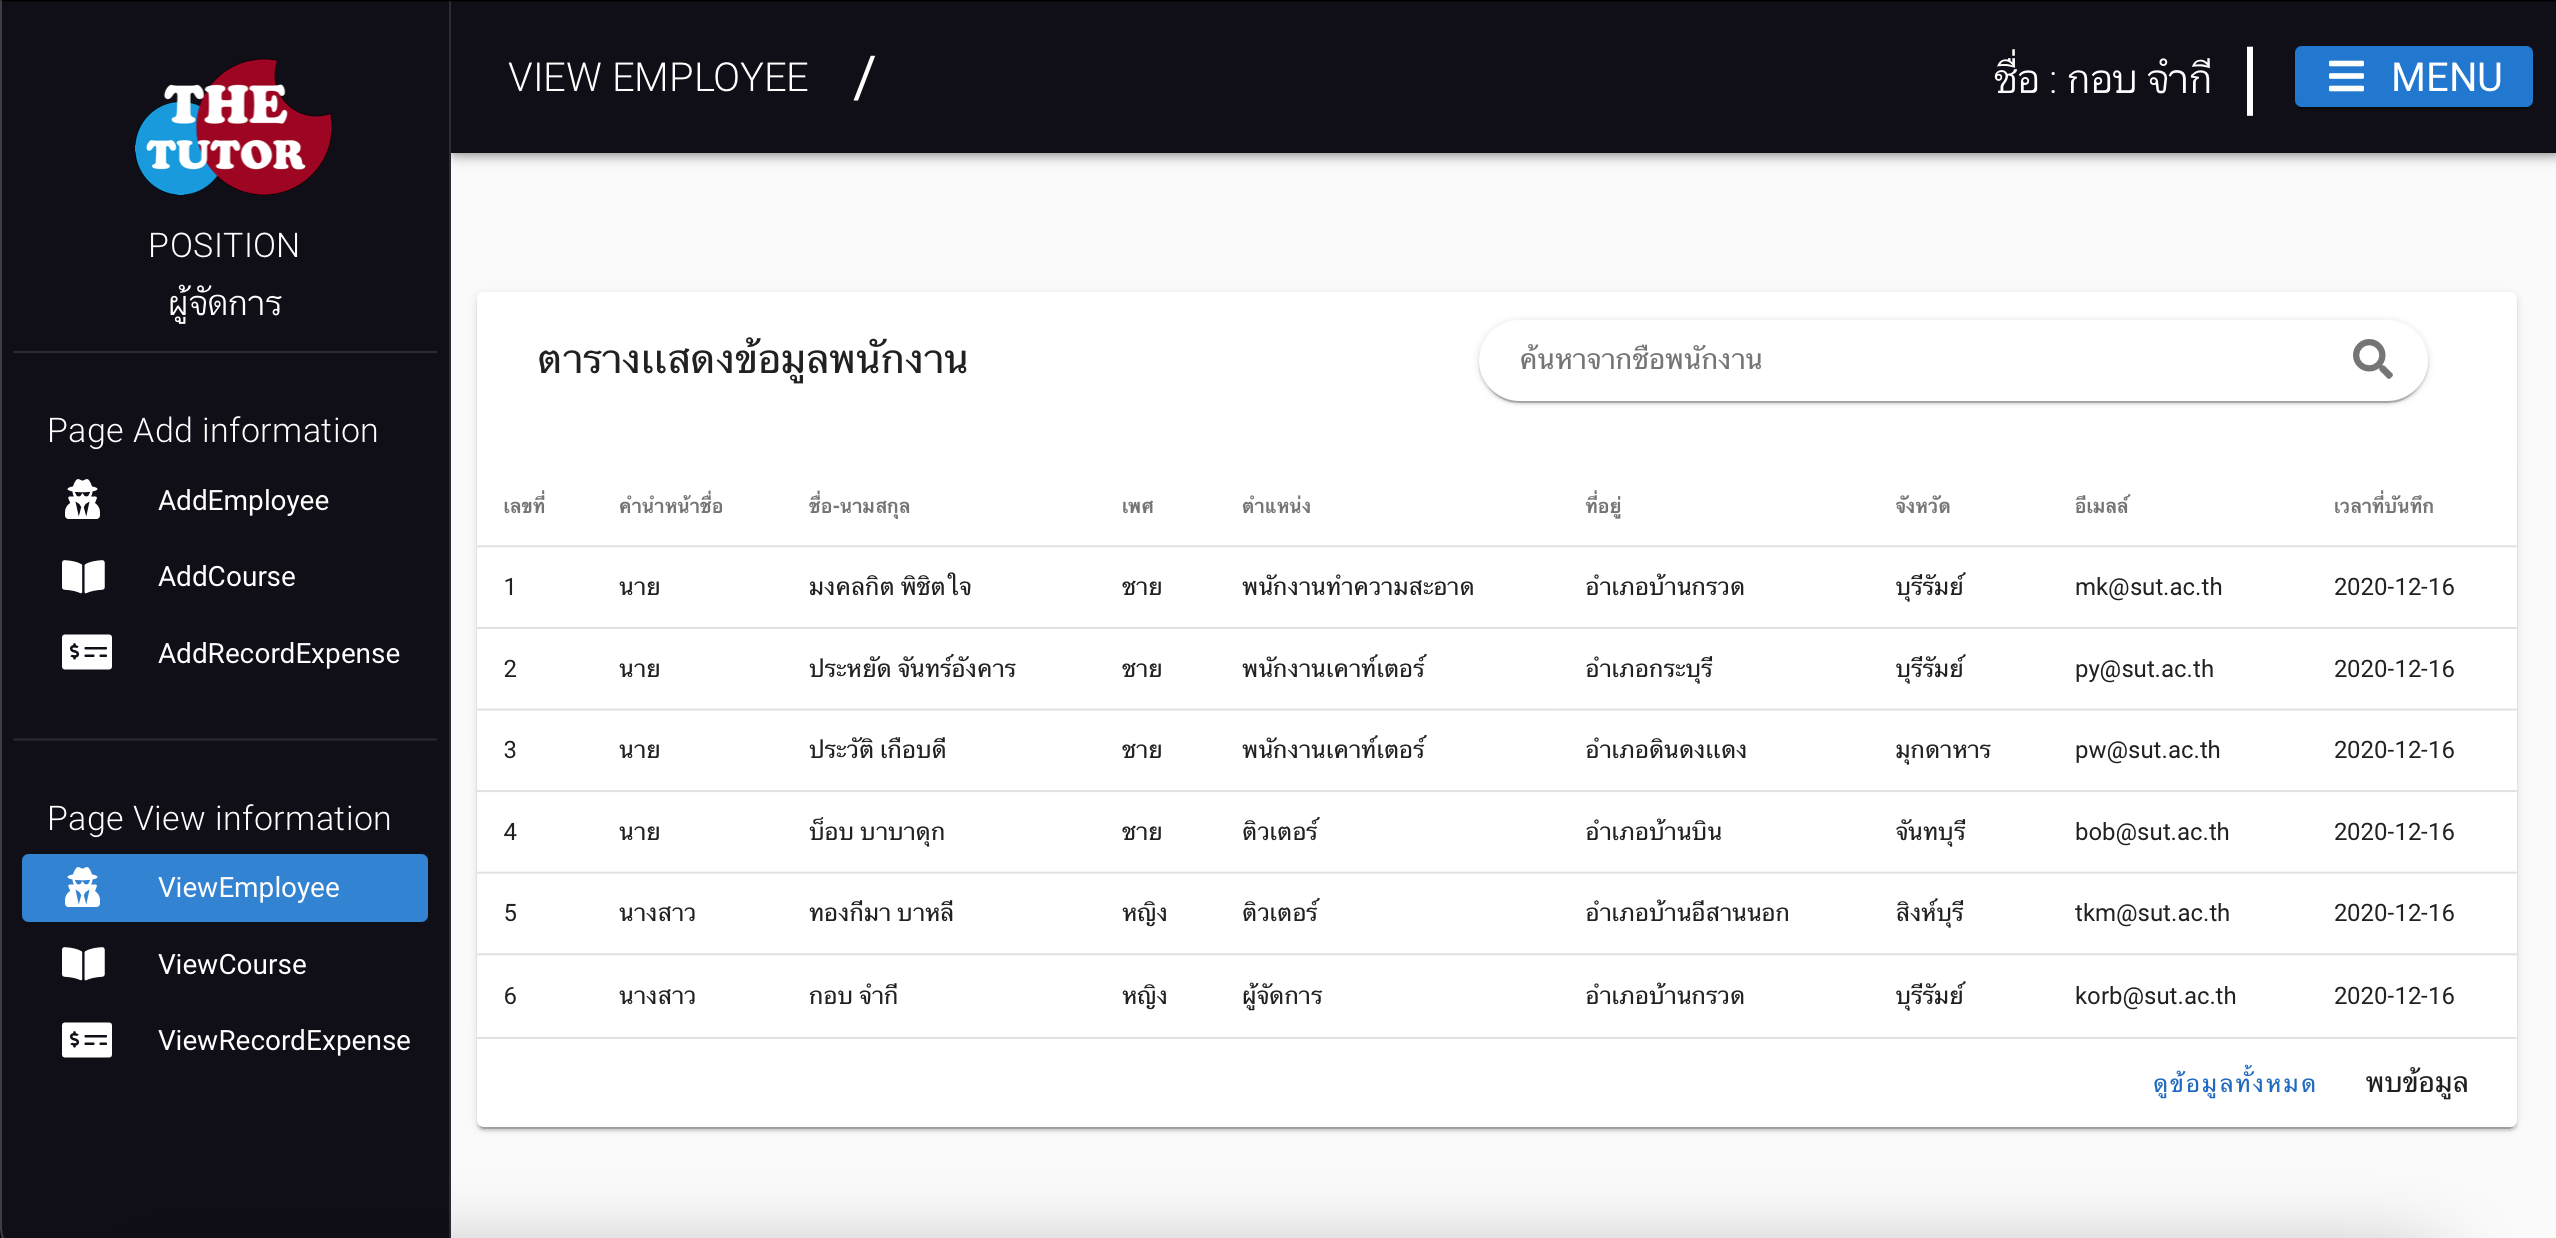 THE
TUTOR
POSITION
ผู้จัดการ
Page Add information
AddEmployee
AddCourse
AddRecordExpense
Page View information
ViewEmployee
ViewCourse
ViewRecordExpense
VIEW EMPLOYEE /
ชื่อ : กอบ จำกี
MENU
ตารางแสดงข้อมูลพนักงาน
ค้นหาจากชือพนักงาน
เลขที่ คำนำหน้าชื่อ ชื่อ-นามสกุล เพศ ตำแหน่ง ที่อยู่ จังหวัด อีเมลล์ เวลาที่บันทึก
1 นาย มงคลกิต พิชิตใจ ชาย พนักงานทำความสะอาด อำเภอบ้านกรวด บุรีรัมย์ mk@sut.ac.th 2020-12-16
2 นาย ประหยัด จันทร์อังคาร ชาย พนักงานเคาท์เตอร์ อำเภอกระบุรี บุรีรัมย์ py@sut.ac.th 2020-12-16
3 นาย ประวัติ เกือบดี ชาย พนักงานเคาท์เตอร์ อำเภอดินดงแดง มุกดาหาร pw@sut.ac.th 2020-12-16
4 นาย บ็อบ บาบาดุก ชาย ติวเตอร์ อำเภอบ้านบิน จันทบุรี bob@sut.ac.th 2020-12-16
5 นางสาว ทองกีมา บาหลี หญิง ติวเตอร์ อำเภอบ้านอีสานนอก สิงห์บุรี tkm@sut.ac.th 2020-12-16
6 นางสาว กอบ จำกี หญิง ผู้จัดการ อำเภอบ้านกรวด บุรีรัมย์ korb@sut.ac.th 2020-12-16
ดูข้อมูลทั้งหมด พบข้อมูล